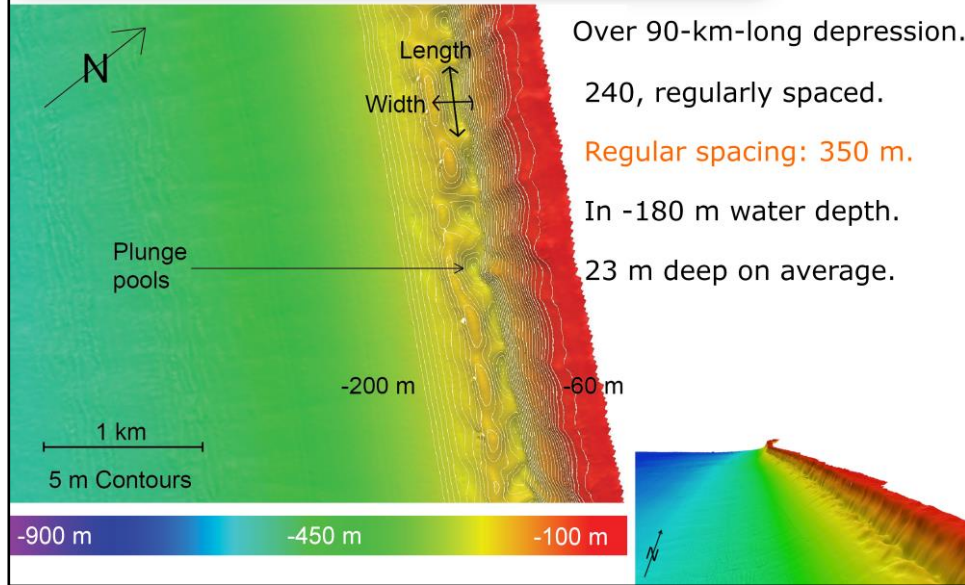 N
Length
Width
Plunge
pools
-200 m
-60 m
1 km
5 m Contours
-900 m
-450 m
-100 m
Over 90-km-long depression.
240, regularly spaced.
Regular spacing: 350 m.
In -180 m water depth.
23 m deep on average.
N